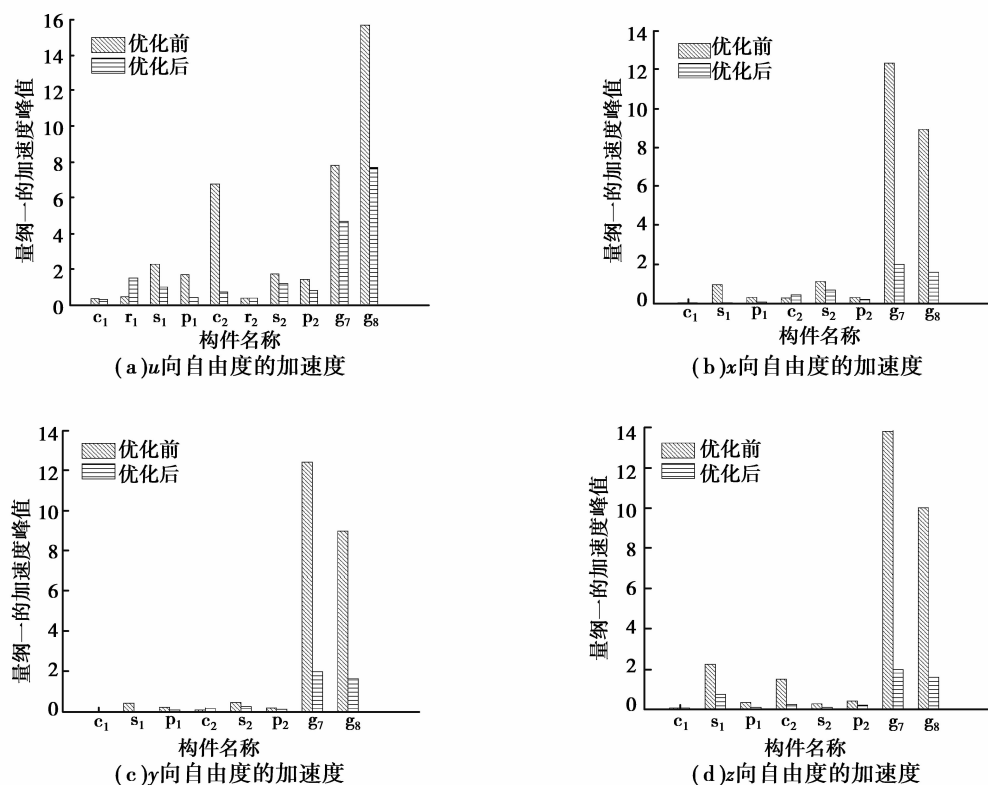 16
14
12
10
8
6
4
2
0
量纲一的加速度峰值
优化前
优化后
c1 r1 s1 p1 c2 r2 s2 p2 g7 g8
构件名称
(a)u向自由度的加速度
14
12
10
8
6
4
2
0
量纲一的加速度峰值
优化前
优化后
c1 s1 p1 c2 s2 p2 g7 g8
构件名称
(b)x向自由度的加速度
14
12
10
8
6
4
2
0
量纲一的加速度峰值
优化前
优化后
c1 s1 p1 c2 s2 p2 g7 g8
构件名称
(c)y向自由度的加速度
14
12
10
8
6
4
2
0
量纲一的加速度峰值
优化前
优化后
c1 s1 p1 c2 s2 p2 g7 g8
构件名称
(d)z向自由度的加速度